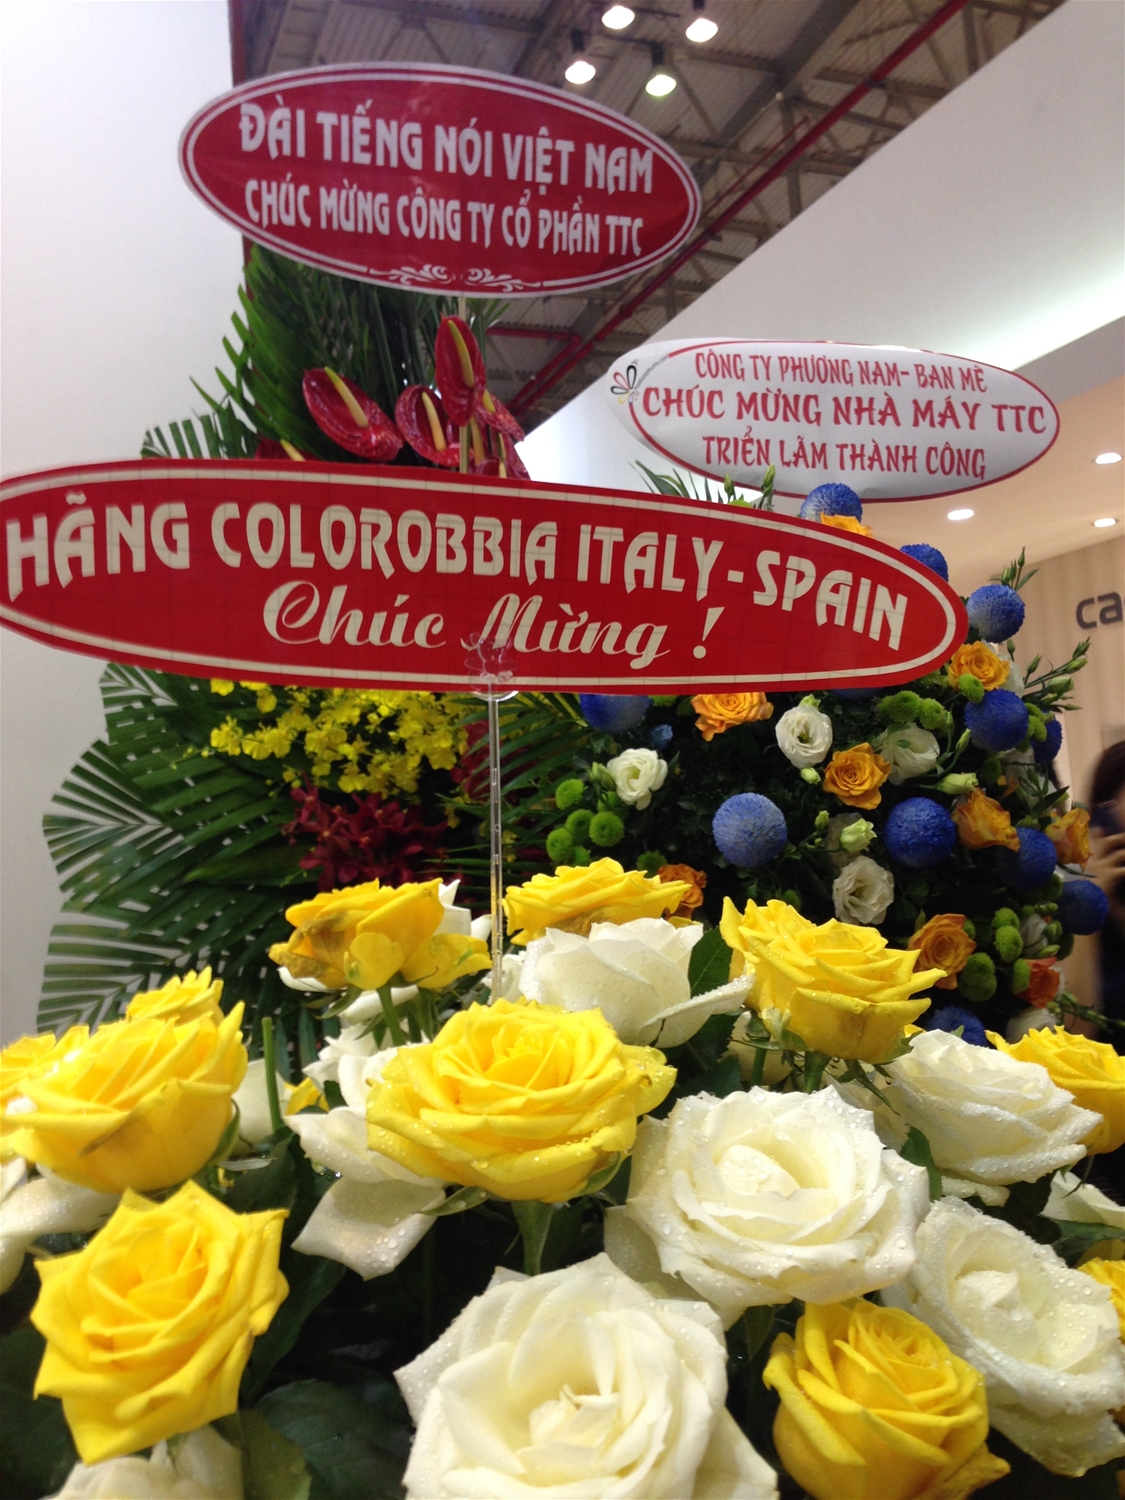 ĐÀI TIẾNG NÓI VIỆT NAM
CHÚC MỪNG CÔNG TY CỔ PHẦN TTC
CÔNG TY PHƯƠNG NAM- BAN MÊ
CHÚC MỪNG NHÀ MÁY TTC
TRIỂN LÃM THÀNH CÔNG
HÃNG COLOROBBIA ITALY-SPAIN
Chúc Mừng !